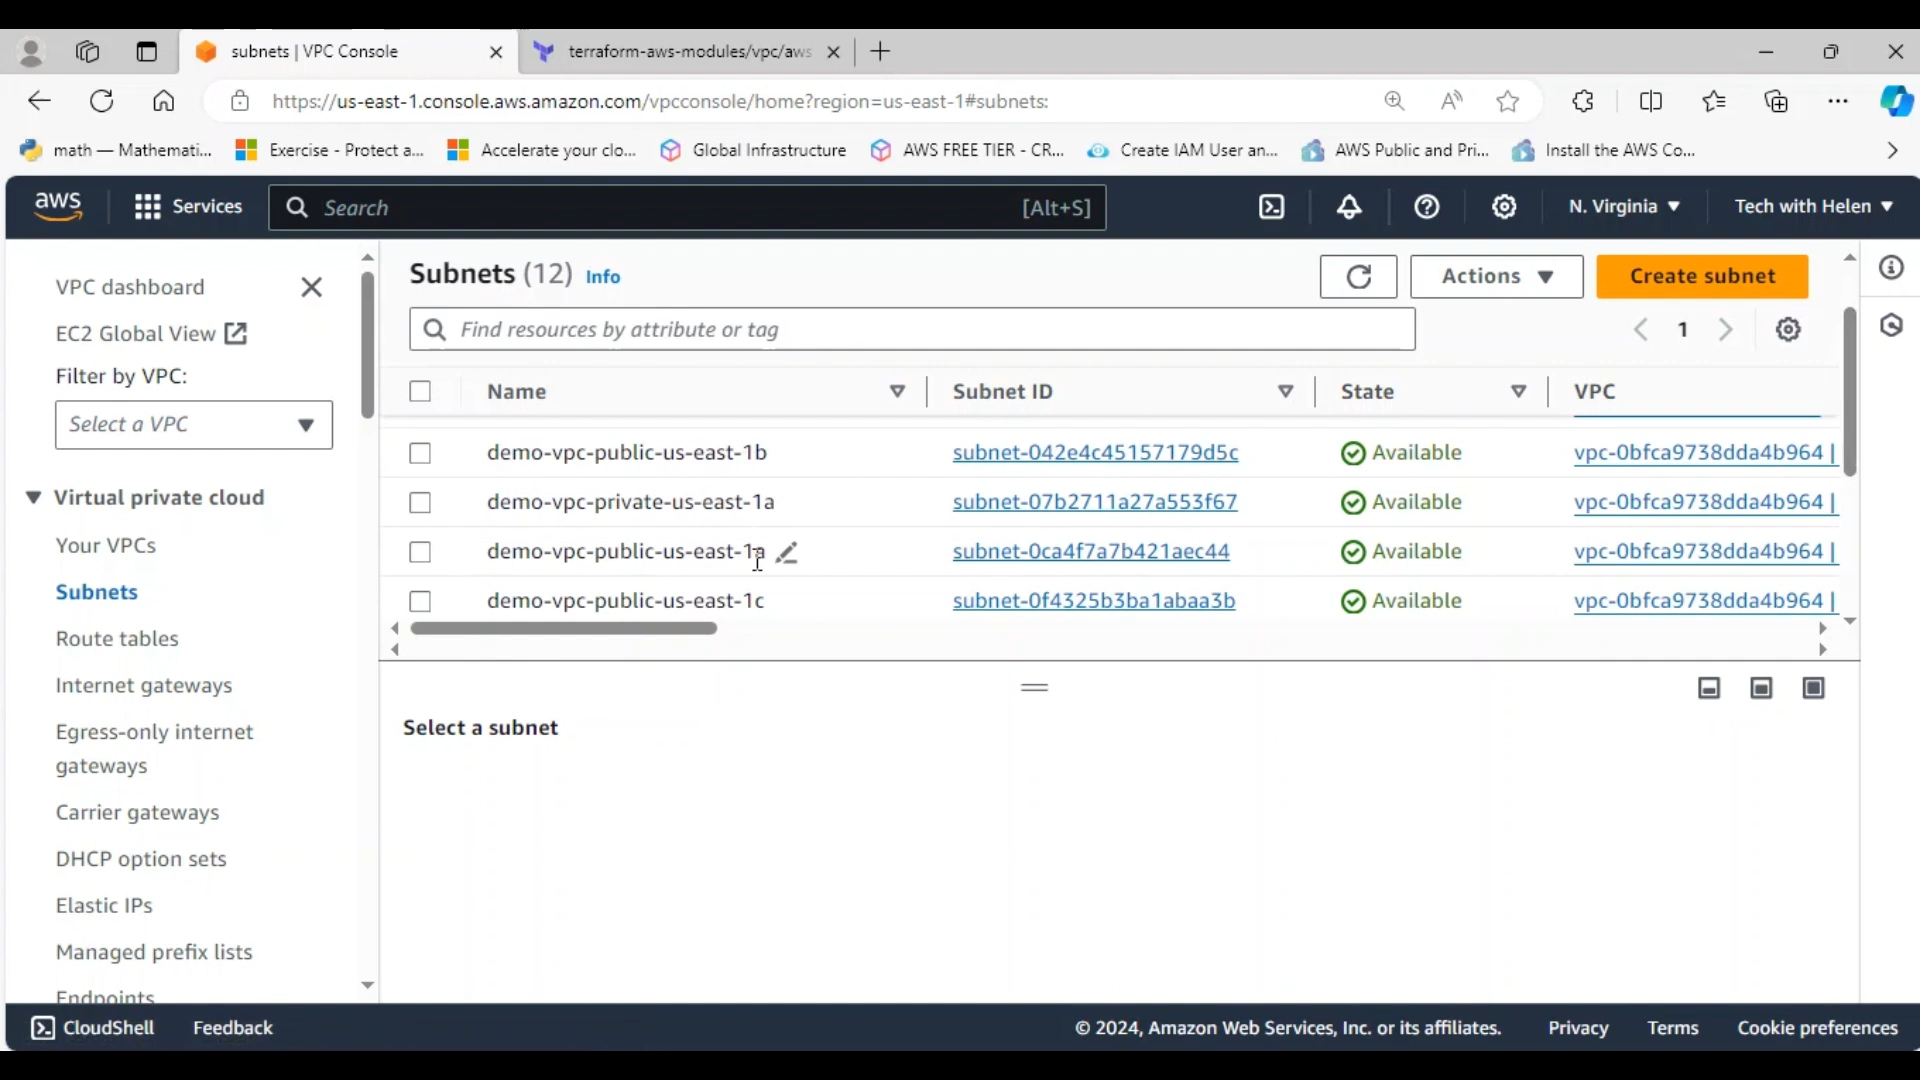 subnets | VPC Console
terraform-aws-modules/vpc/aws
https://us-east-1.console.aws.amazon.com/vpcconsole/home?region=us-east-1#subnets:
math — Mathemati...
Exercise - Protect a...
Accelerate your clo...
Global Infrastructure
AWS FREE TIER - CR...
Create IAM User an...
AWS Public and Pri...
Install the AWS Co...
aws
Services
Search
[Alt+S]
N. Virginia
Tech with Helen
VPC dashboard
EC2 Global View
Filter by VPC:
Select a VPC
Virtual private cloud
Your VPCs
Subnets
Route tables
Internet gateways
Egress-only internet
gateways
Carrier gateways
DHCP option sets
Elastic IPs
Managed prefix lists
Endpoints
Subnets (12) Info
Actions
Create subnet
Find resources by attribute or tag
1
Name Subnet ID State VPC
demo-vpc-public-us-east-1b subnet-042e4c45157179d5c Available vpc-0bfca9738dda4b964 |
demo-vpc-private-us-east-1a subnet-07b2711a27a553f67 Available vpc-0bfca9738dda4b964 |
demo-vpc-public-us-east-1a subnet-0ca4f7a7b421aec44 Available vpc-0bfca9738dda4b964 |
demo-vpc-public-us-east-1c subnet-0f4325b3ba1abaa3b Available vpc-0bfca9738dda4b964 |
Select a subnet
CloudShell
Feedback
© 2024, Amazon Web Services, Inc. or its affiliates.
Privacy
Terms
Cookie preferences